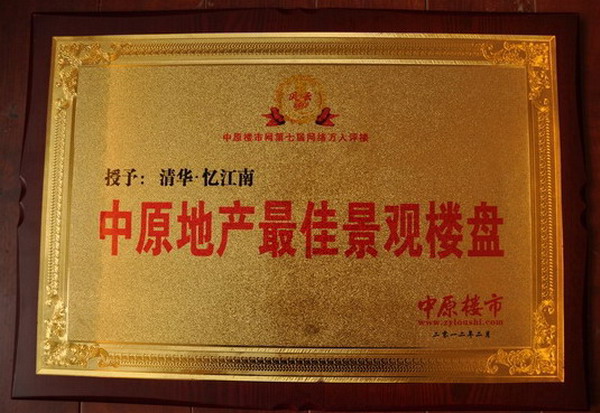 中原楼市网第七届网络万人评楼
授予：清华·忆江南
中原地产最佳景观楼盘
中原楼市
www.zyloushi.com
二零一二年二月